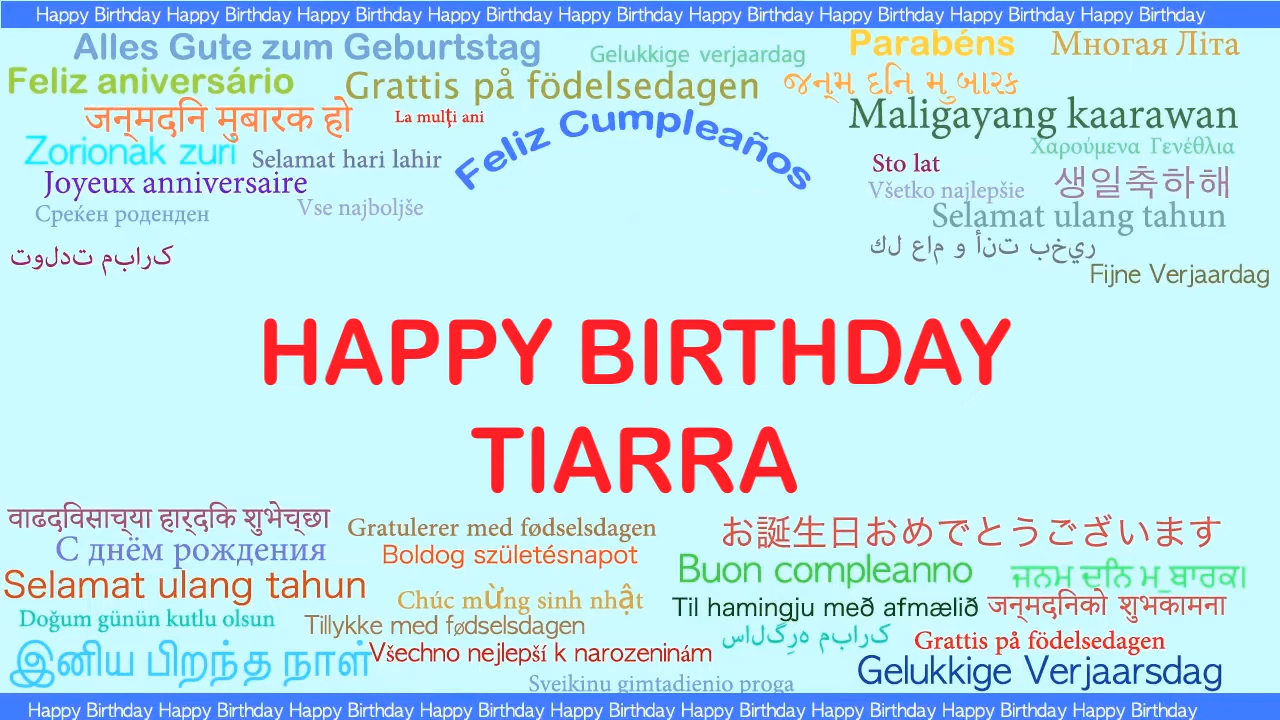 Happy Birthday Happy Birthday Happy Birthday Happy Birthday Happy Birthday Happy Birthday Happy Birthday Happy Birthday Happy Birthday
Alles Gute zum Geburtstag
Gelukkige verjaardag
Parabéns
Многая Літа
Feliz aniversário
Grattis på födelsedagen
જન્મ દિન મુબારક
जन्मदिन मुबारक हो
La mulţi ani
Feliz Cumpleaños
Maligayang kaarawan
Zorionak zuri
Selamat hari lahir
Sto lat
Χαρούμενα Γενέθλια
Joyeux anniversaire
Všetko najlepšie
생일축하해
Среќен роденден
Vse najboljše
Selamat ulang tahun
تولدت مبارک
كل عام و أنت بخير
Fijne Verjaardag
HAPPY BIRTHDAY
TIARRA
वाढदिवसाच्या हार्दिक शुभेच्छा
Gratulerer med fødselsdagen
お誕生日おめでとうございます
С днём рождения
Boldog születésnapot
Buon compleanno
ਜਨਮ ਦਿਨ ਮੁਬਾਰਕ।
Selamat ulang tahun
Chúc mừng sinh nhật
Til hamingju með afmælið
जन्मदिनको शुभकामना
Doğum günün kutlu olsun
Tillykke med fødselsdagen
سالگرہ مبارک
Grattis på födelsedagen
இனிய பிறந்த நாள்
Všechno nejlepší k narozeninám
Gelukkige Verjaarsdag
Sveikinu gimtadienio proga
Happy Birthday Happy Birthday Happy Birthday Happy Birthday Happy Birthday Happy Birthday Happy Birthday Happy Birthday Happy Birthday